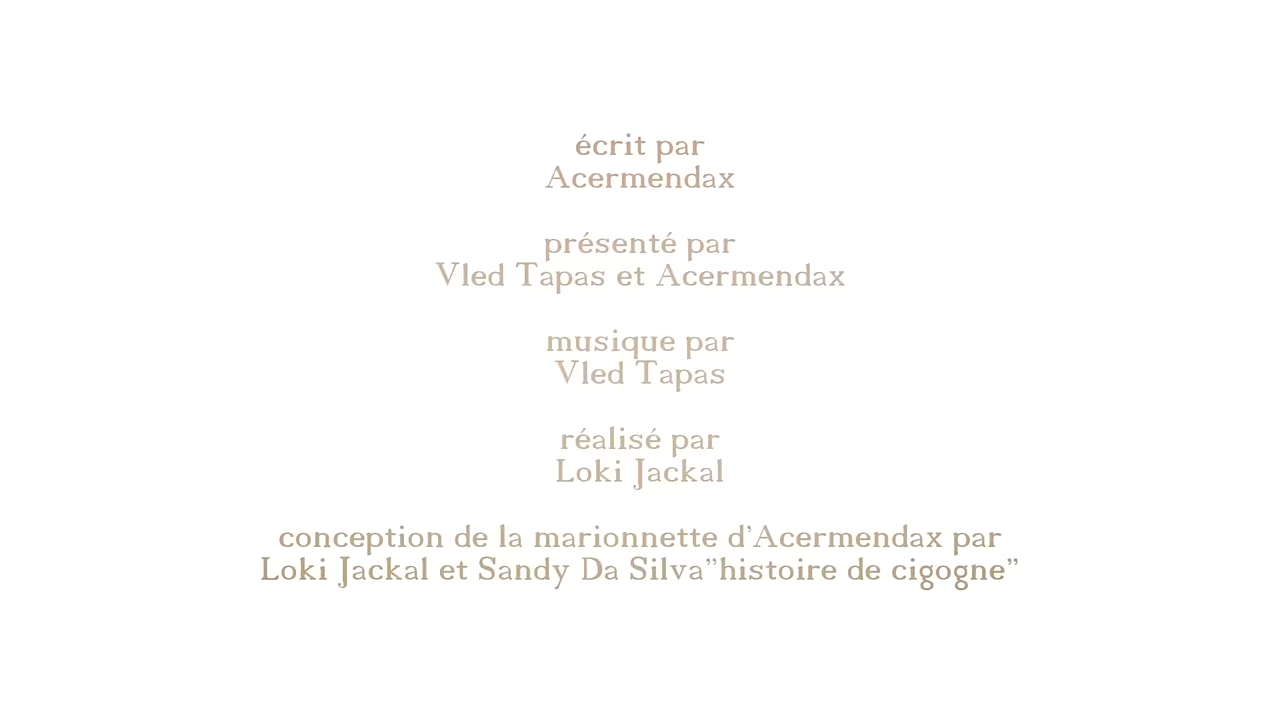 écrit par
Acermendax
présenté par
Vled Tapas et Acermendax
musique par
Vled Tapas
réalisé par
Loki Jackal
conception de la marionnette d’Acermendax par
Loki Jackal et Sandy Da Silva”histoire de cigogne”